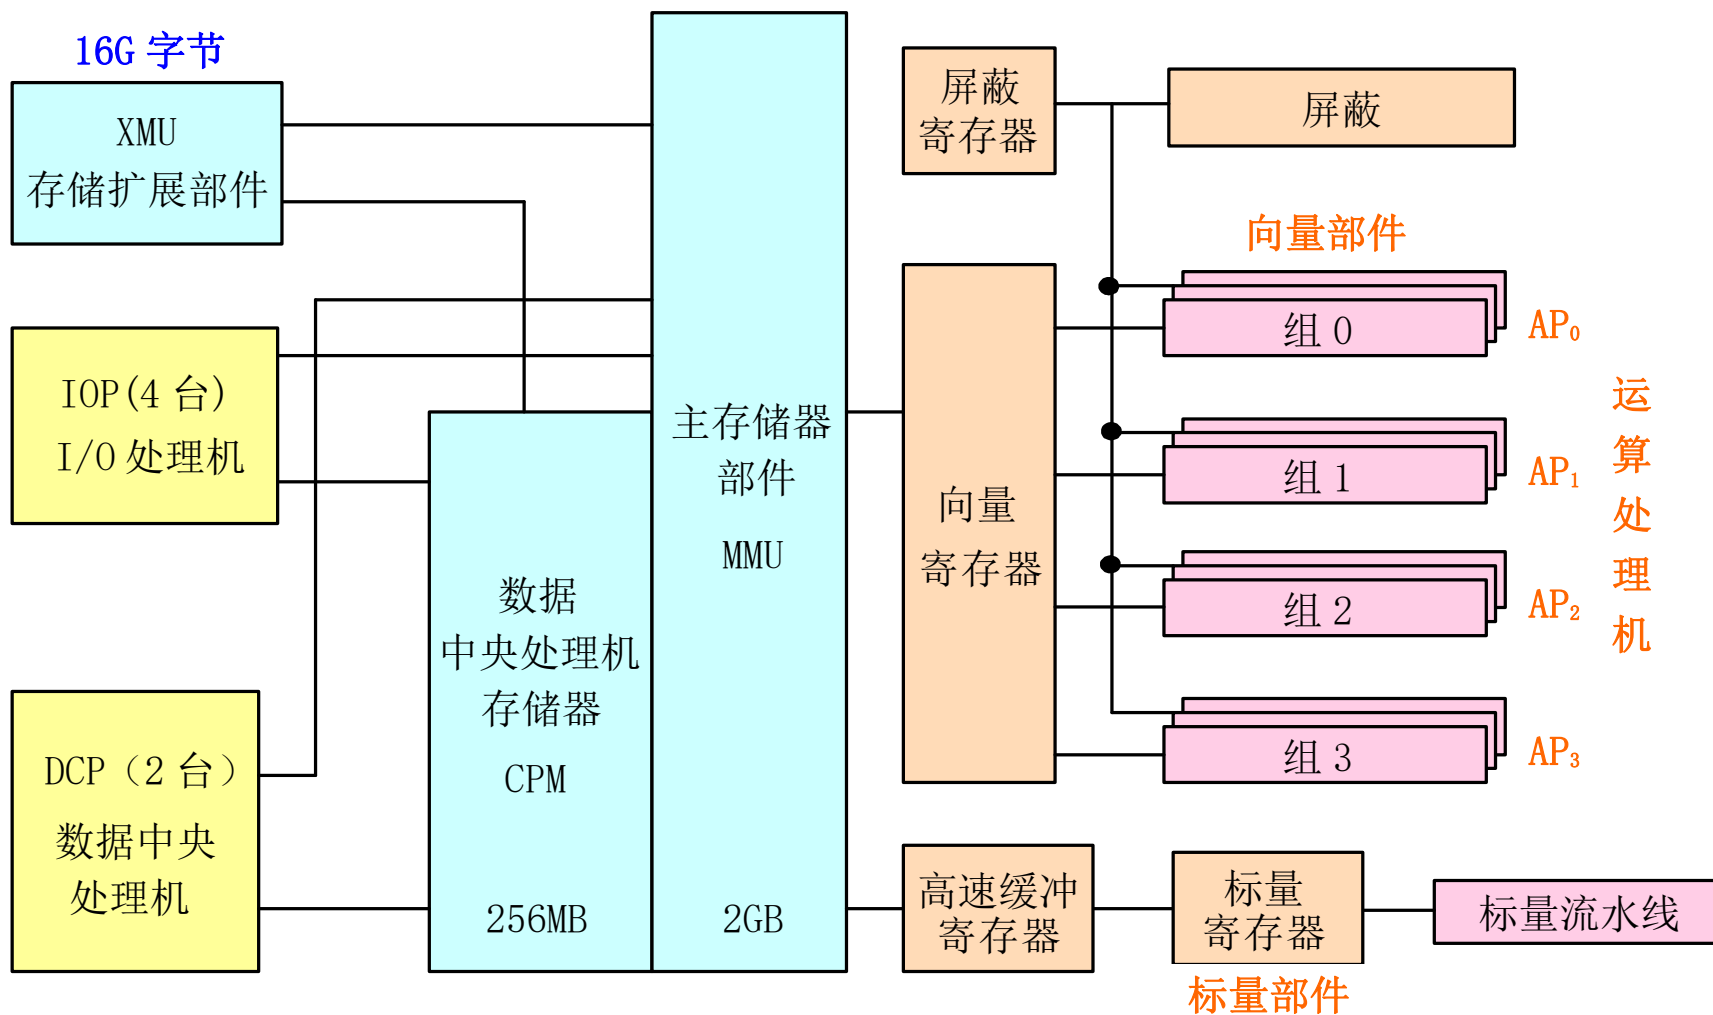 16G 字节
XMU
存储扩展部件
IOP(4 台)
I/O 处理机
DCP（2 台）
数据中央
处理机
数据
中央处理机
存储器
CPM
256MB
主存储器
部件
MMU
2GB
屏蔽
寄存器
屏蔽
向量部件
向量
寄存器
组 0
AP₀
组 1
AP₁
组 2
AP₂
组 3
AP₃
运
算
处
理
机
高速缓冲
寄存器
标量
寄存器
标量流水线
标量部件